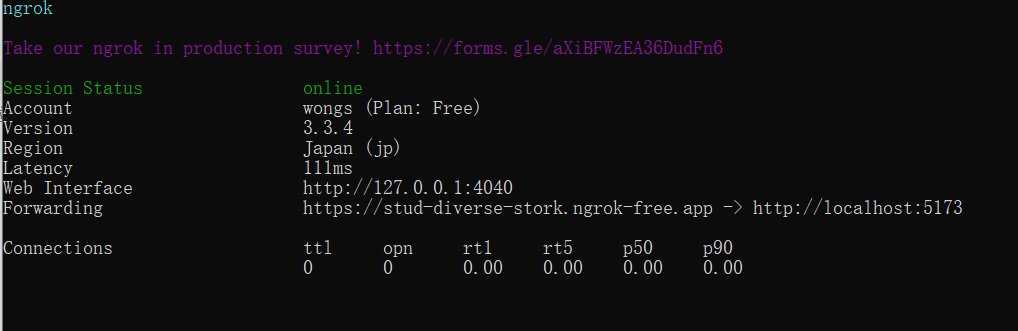 ngrok
Take our ngrok in production survey! https://forms.gle/aXiBFWzEA36DudFn6
Session Status online
Account wongs (Plan: Free)
Version 3.3.4
Region Japan (jp)
Latency 111ms
Web Interface http://127.0.0.1:4040
Forwarding https://stud-diverse-stork.ngrok-free.app -> http://localhost:5173
Connections ttl opn rt1 rt5 p50 p90
0 0 0.00 0.00 0.00 0.00